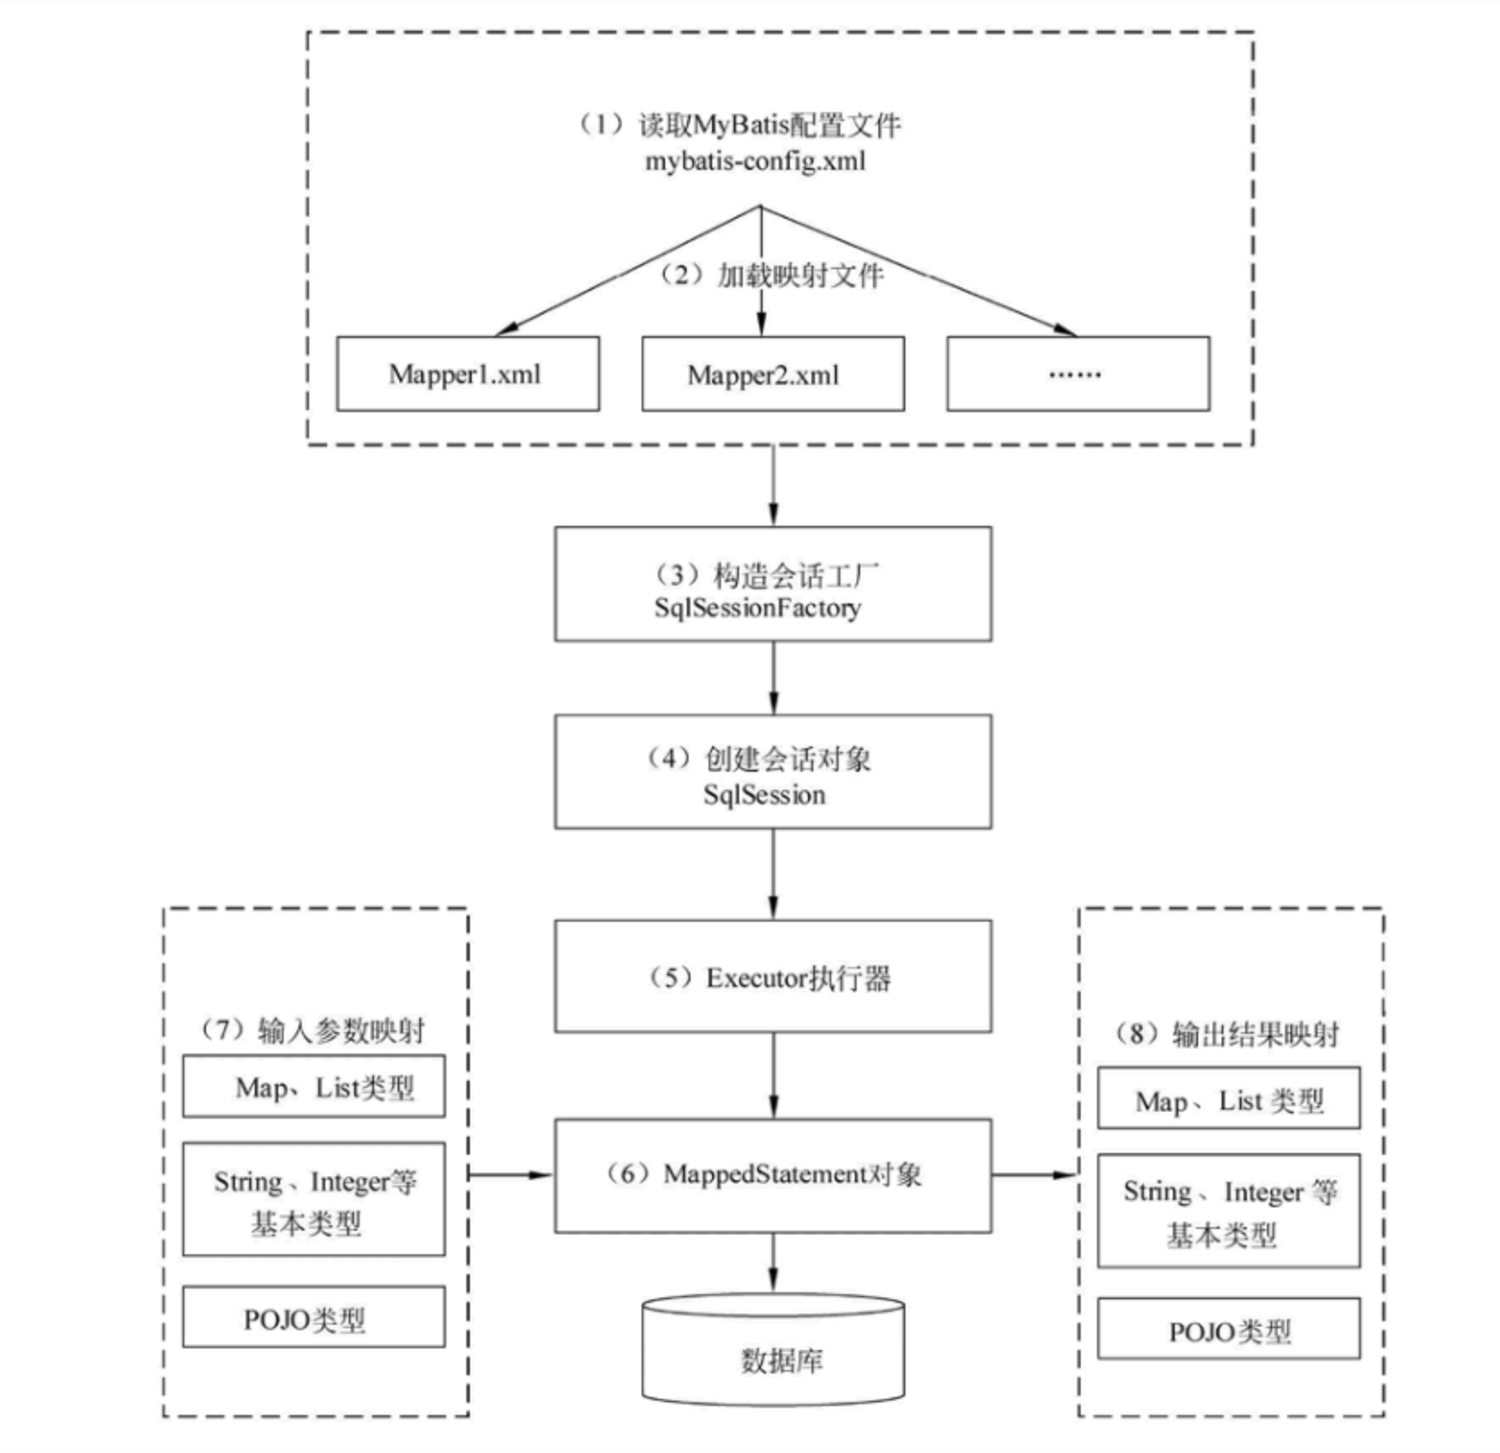 （1）读取MyBatis配置文件
mybatis-config.xml
（2）加载映射文件
Mapper1.xml
Mapper2.xml
……
（3）构造会话工厂
SqlSessionFactory
（4）创建会话对象
SqlSession
（5）Executor执行器
（7）输入参数映射
Map、List类型
String、Integer等
基本类型
POJO类型
（6）MappedStatement对象
（8）输出结果映射
Map、List 类型
String、Integer 等
基本类型
POJO类型
数据库